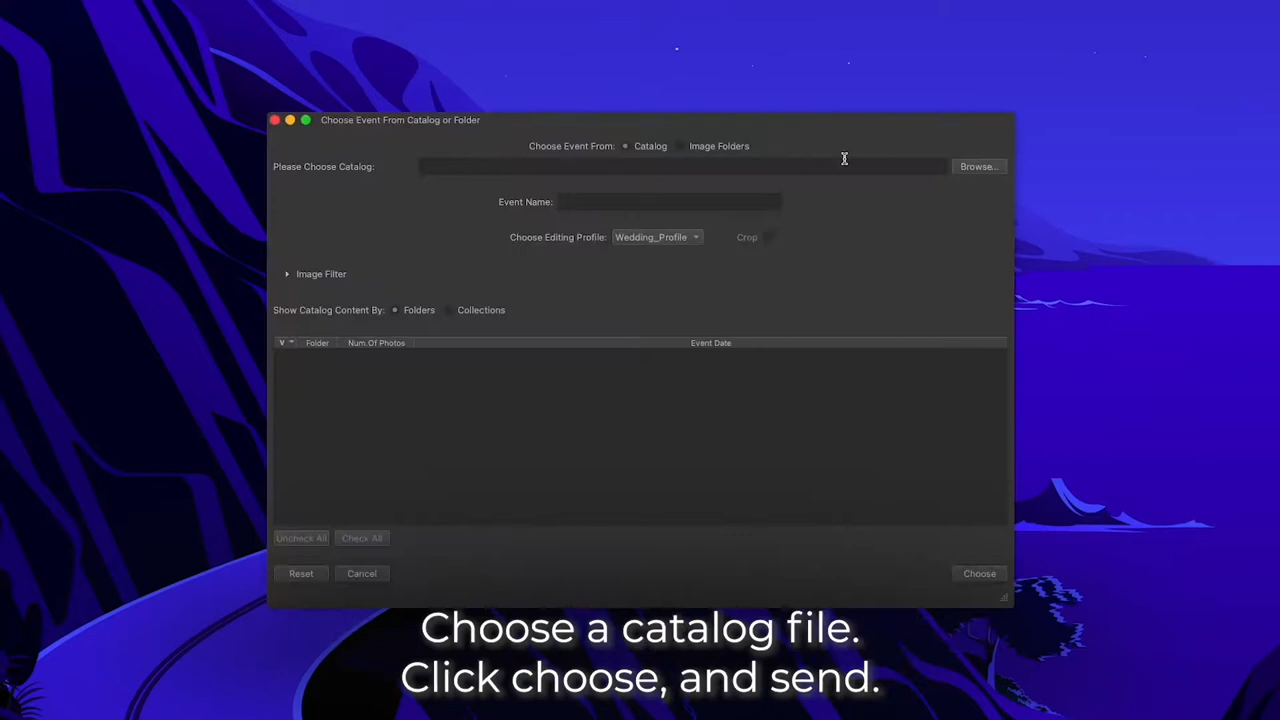 Choose Event From Catalog or Folder
Choose Event From: Catalog Image Folders
Please Choose Catalog: Browse...
Event Name:
Choose Editing Profile: Wedding_Profile Crop
Image Filter
Show Catalog Content By: Folders Collections
V Folder Num.Of Photos Event Date
Uncheck All Check All
Reset Cancel Choose
Choose a catalog file.
Click choose, and send.